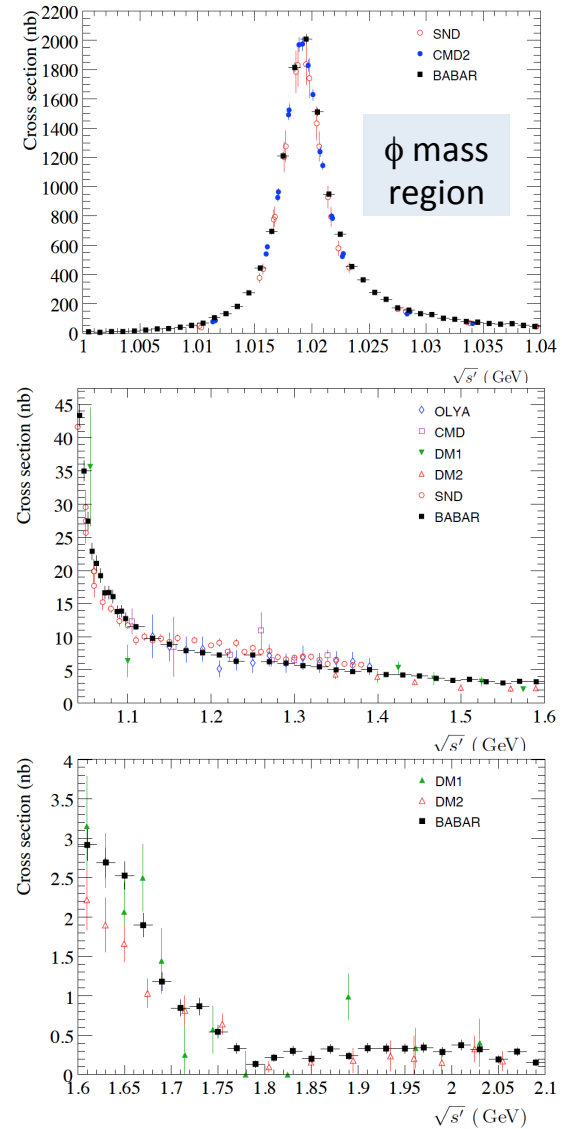 2200
2000
1800
1600
1400
1200
1000
800
600
400
200
0
Cross section (nb)
SND
CMD2
BABAR
ϕ mass
region
1 1.005 1.01 1.015 1.02 1.025 1.03 1.035 1.04
√s′ (GeV)
45
40
35
30
25
20
15
10
5
0
Cross section (nb)
OLYA
CMD
DM1
DM2
SND
BABAR
1.1 1.2 1.3 1.4 1.5 1.6
√s′ (GeV)
4
3.5
3
2.5
2
1.5
1
0.5
0
Cross section (nb)
DM1
DM2
BABAR
1.6 1.65 1.7 1.75 1.8 1.85 1.9 1.95 2 2.05 2.1
√s′ (GeV)